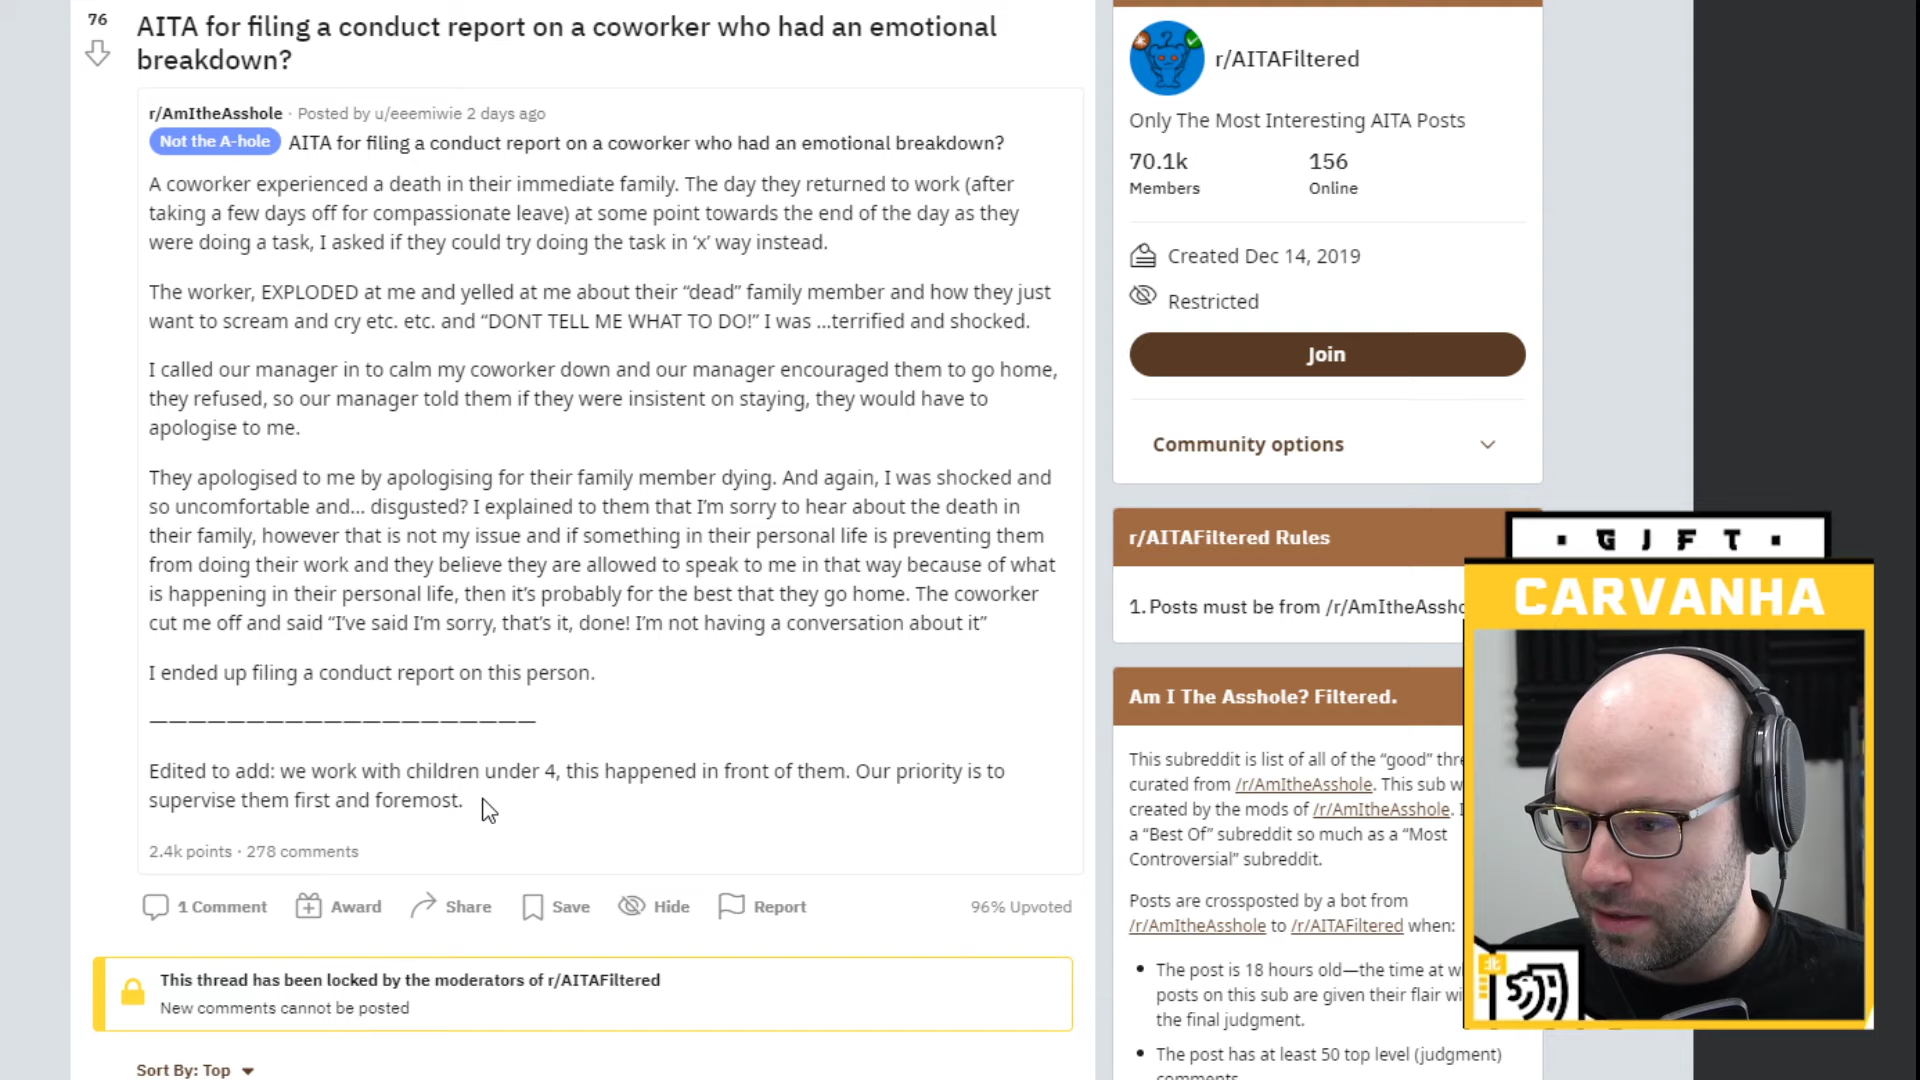 76
AITA for filing a conduct report on a coworker who had an emotional
breakdown?
r/AmItheAsshole · Posted by u/eeemiwie 2 days ago
Not the A-hole AITA for filing a conduct report on a coworker who had an emotional breakdown?
A coworker experienced a death in their immediate family. The day they returned to work (after
taking a few days off for compassionate leave) at some point towards the end of the day as they
were doing a task, I asked if they could try doing the task in ‘x’ way instead.
The worker, EXPLODED at me and yelled at me about their “dead” family member and how they just
want to scream and cry etc. etc. and “DONT TELL ME WHAT TO DO!” I was ...terrified and shocked.
I called our manager in to calm my coworker down and our manager encouraged them to go home,
they refused, so our manager told them if they were insistent on staying, they would have to
apologise to me.
They apologised to me by apologising for their family member dying. And again, I was shocked and
so uncomfortable and... disgusted? I explained to them that I’m sorry to hear about the death in
their family, however that is not my issue and if something in their personal life is preventing them
from doing their work and they believe they are allowed to speak to me in that way because of what
is happening in their personal life, then it’s probably for the best that they go home. The coworker
cut me off and said “I’ve said I’m sorry, that’s it, done! I’m not having a conversation about it”
I ended up filing a conduct report on this person.
————————————————————
Edited to add: we work with children under 4, this happened in front of them. Our priority is to
supervise them first and foremost.
2.4k points · 278 comments
1 Comment Award Share Save Hide Report 96% Upvoted
This thread has been locked by the moderators of r/AITAFiltered
New comments cannot be posted
Sort By: Top
r/AITAFiltered
Only The Most Interesting AITA Posts
70.1k 156
Members Online
Created Dec 14, 2019
Restricted
Join
Community options
r/AITAFiltered Rules
1. Posts must be from /r/AmItheAssho
Am I The Asshole? Filtered.
This subreddit is list of all of the “good” thre
curated from /r/AmItheAsshole. This sub w
created by the mods of /r/AmItheAsshole. I
a “Best Of” subreddit so much as a “Most
Controversial” subreddit.
Posts are crossposted by a bot from
/r/AmItheAsshole to /r/AITAFiltered when:
• The post is 18 hours old—the time at w
posts on this sub are given their flair wi
the final judgment.
• The post has at least 50 top level (judgment)
comments
• GIFT •
CARVANHA
北